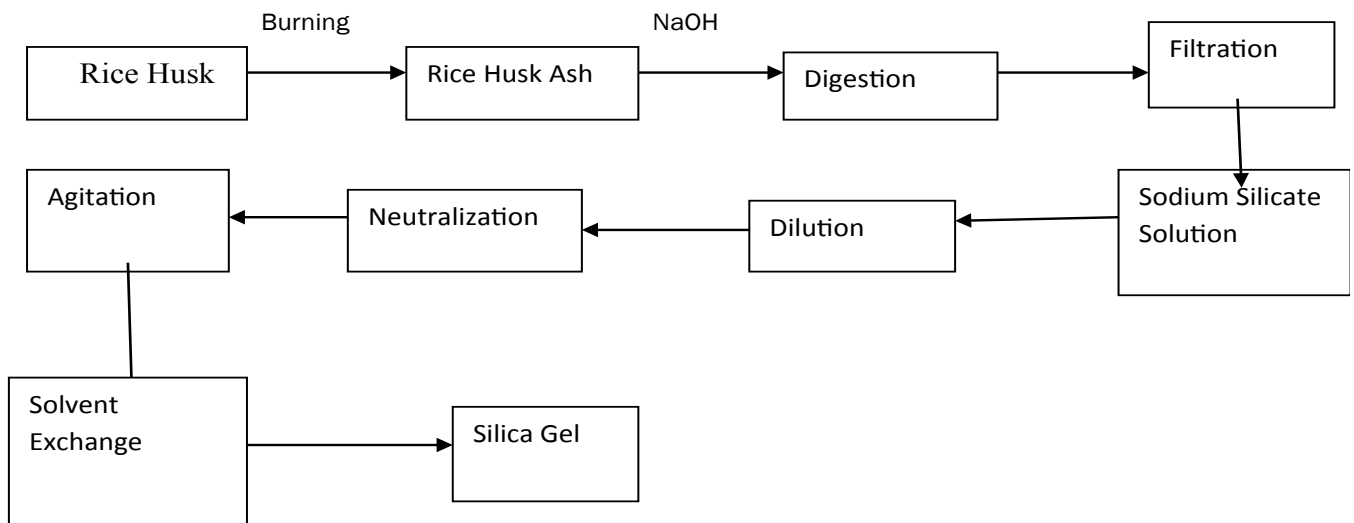 Burning
NaOH
Rice Husk
Rice Husk Ash
Digestion
Filtration
Agitation
Neutralization
Dilution
Sodium Silicate
Solution
Solvent
Exchange
Silica Gel